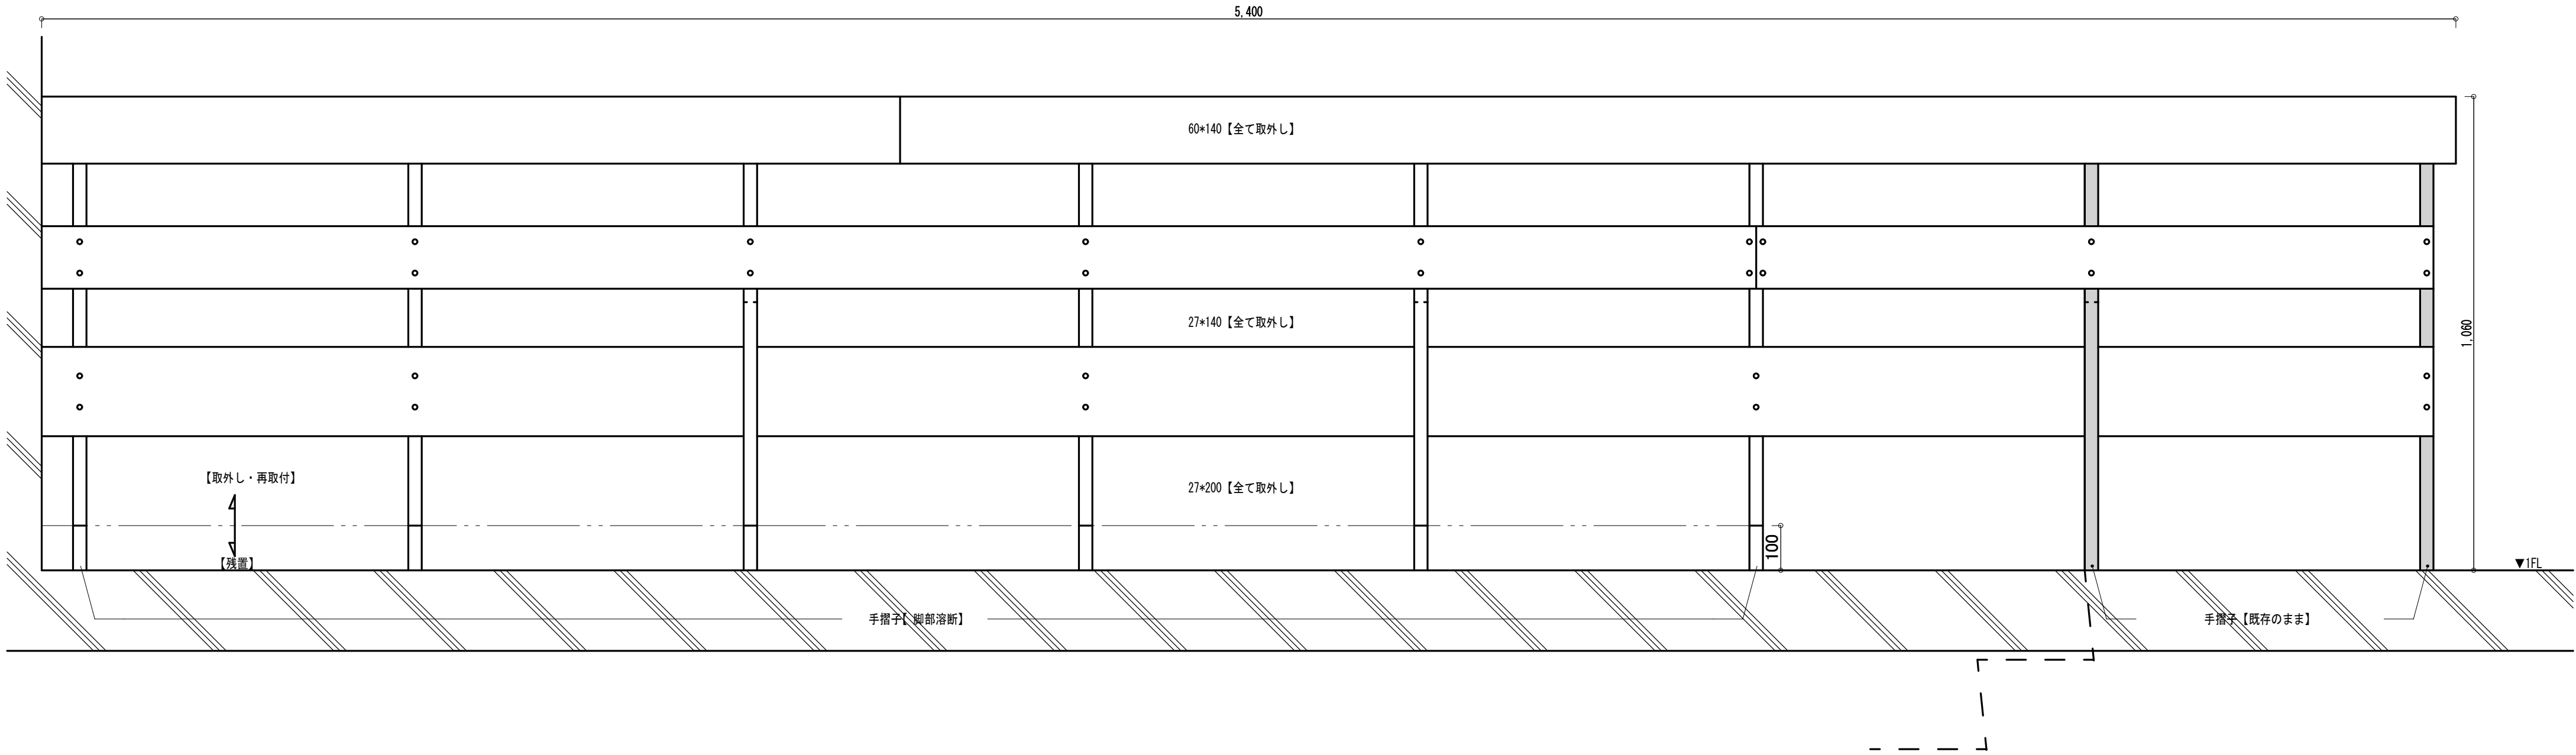 5,400
60*140【全て取外し】
27*140【全て取外し】
1,060
【取外し・再取付】
27*200【全て取外し】
100
【残置】
▼1FL
手摺子【脚部溶断】
手摺子【既存のまま】